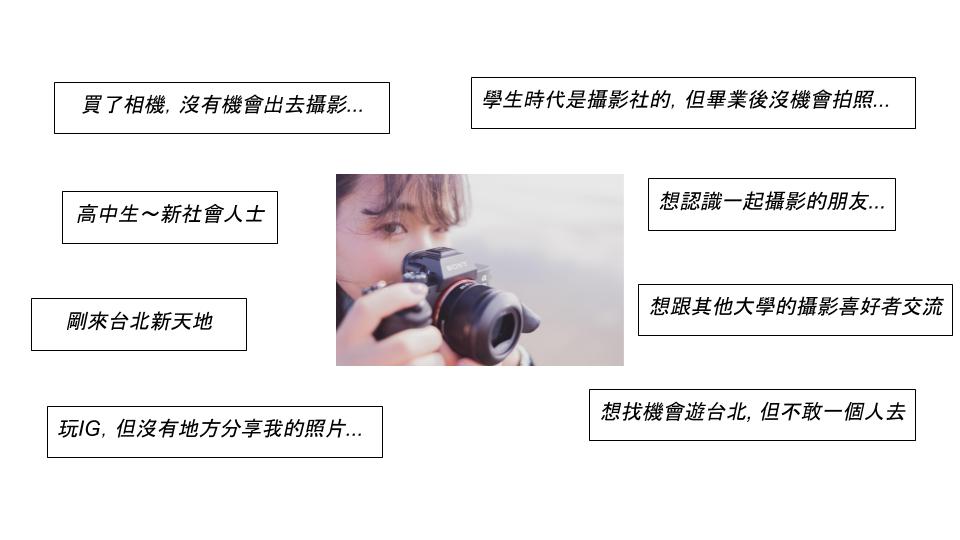 買了相機, 沒有機會出去攝影...
學生時代是攝影社的, 但畢業後沒機會拍照...
高中生～新社會人士
想認識一起攝影的朋友...
剛來台北新天地
想跟其他大學的攝影喜好者交流
玩IG, 但沒有地方分享我的照片...
想找機會遊台北, 但不敢一個人去
SONY